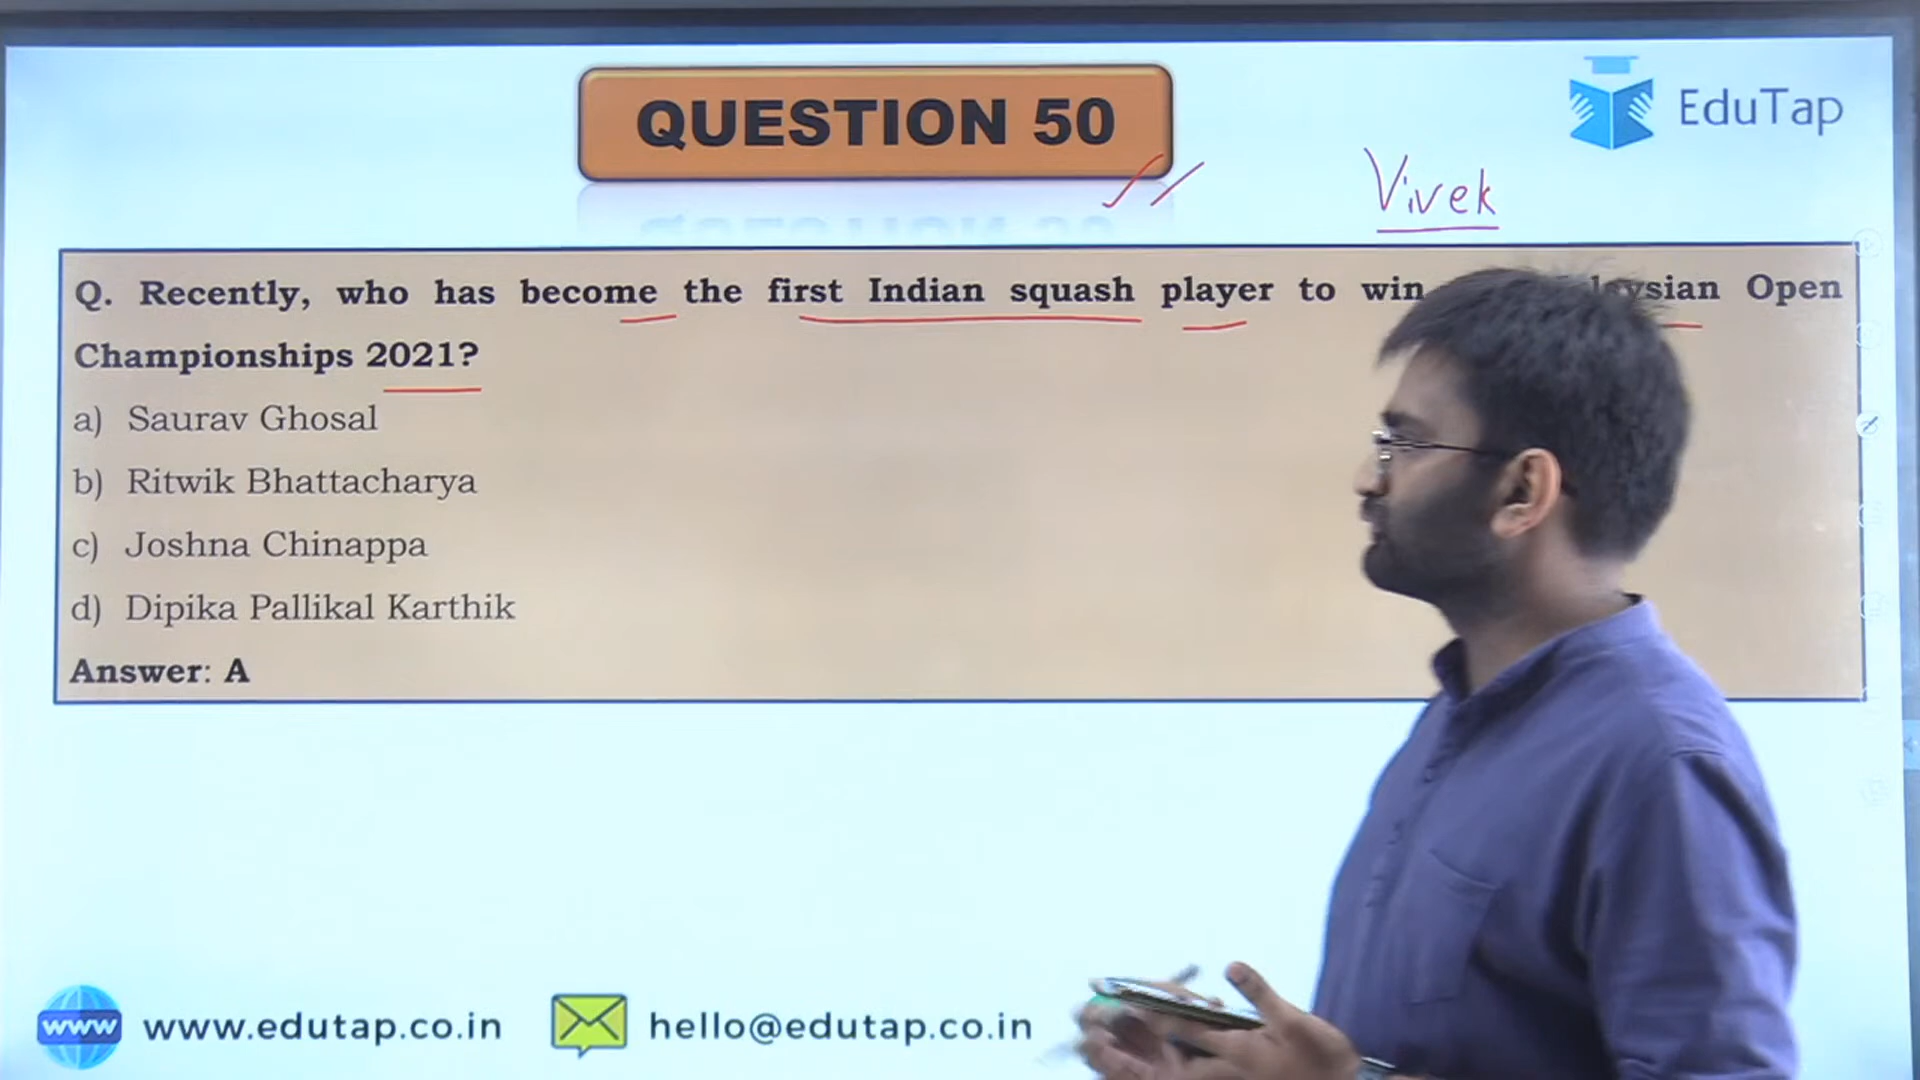 QUESTION 50
EduTap
Vivek
Q. Recently, who has become the first Indian squash player to win Open
Championships 2021?
a) Saurav Ghosal
b) Ritwik Bhattacharya
c) Joshna Chinappa
d) Dipika Pallikal Karthik
Answer: A
www www.edutap.co.in
hello@edutap.co.in